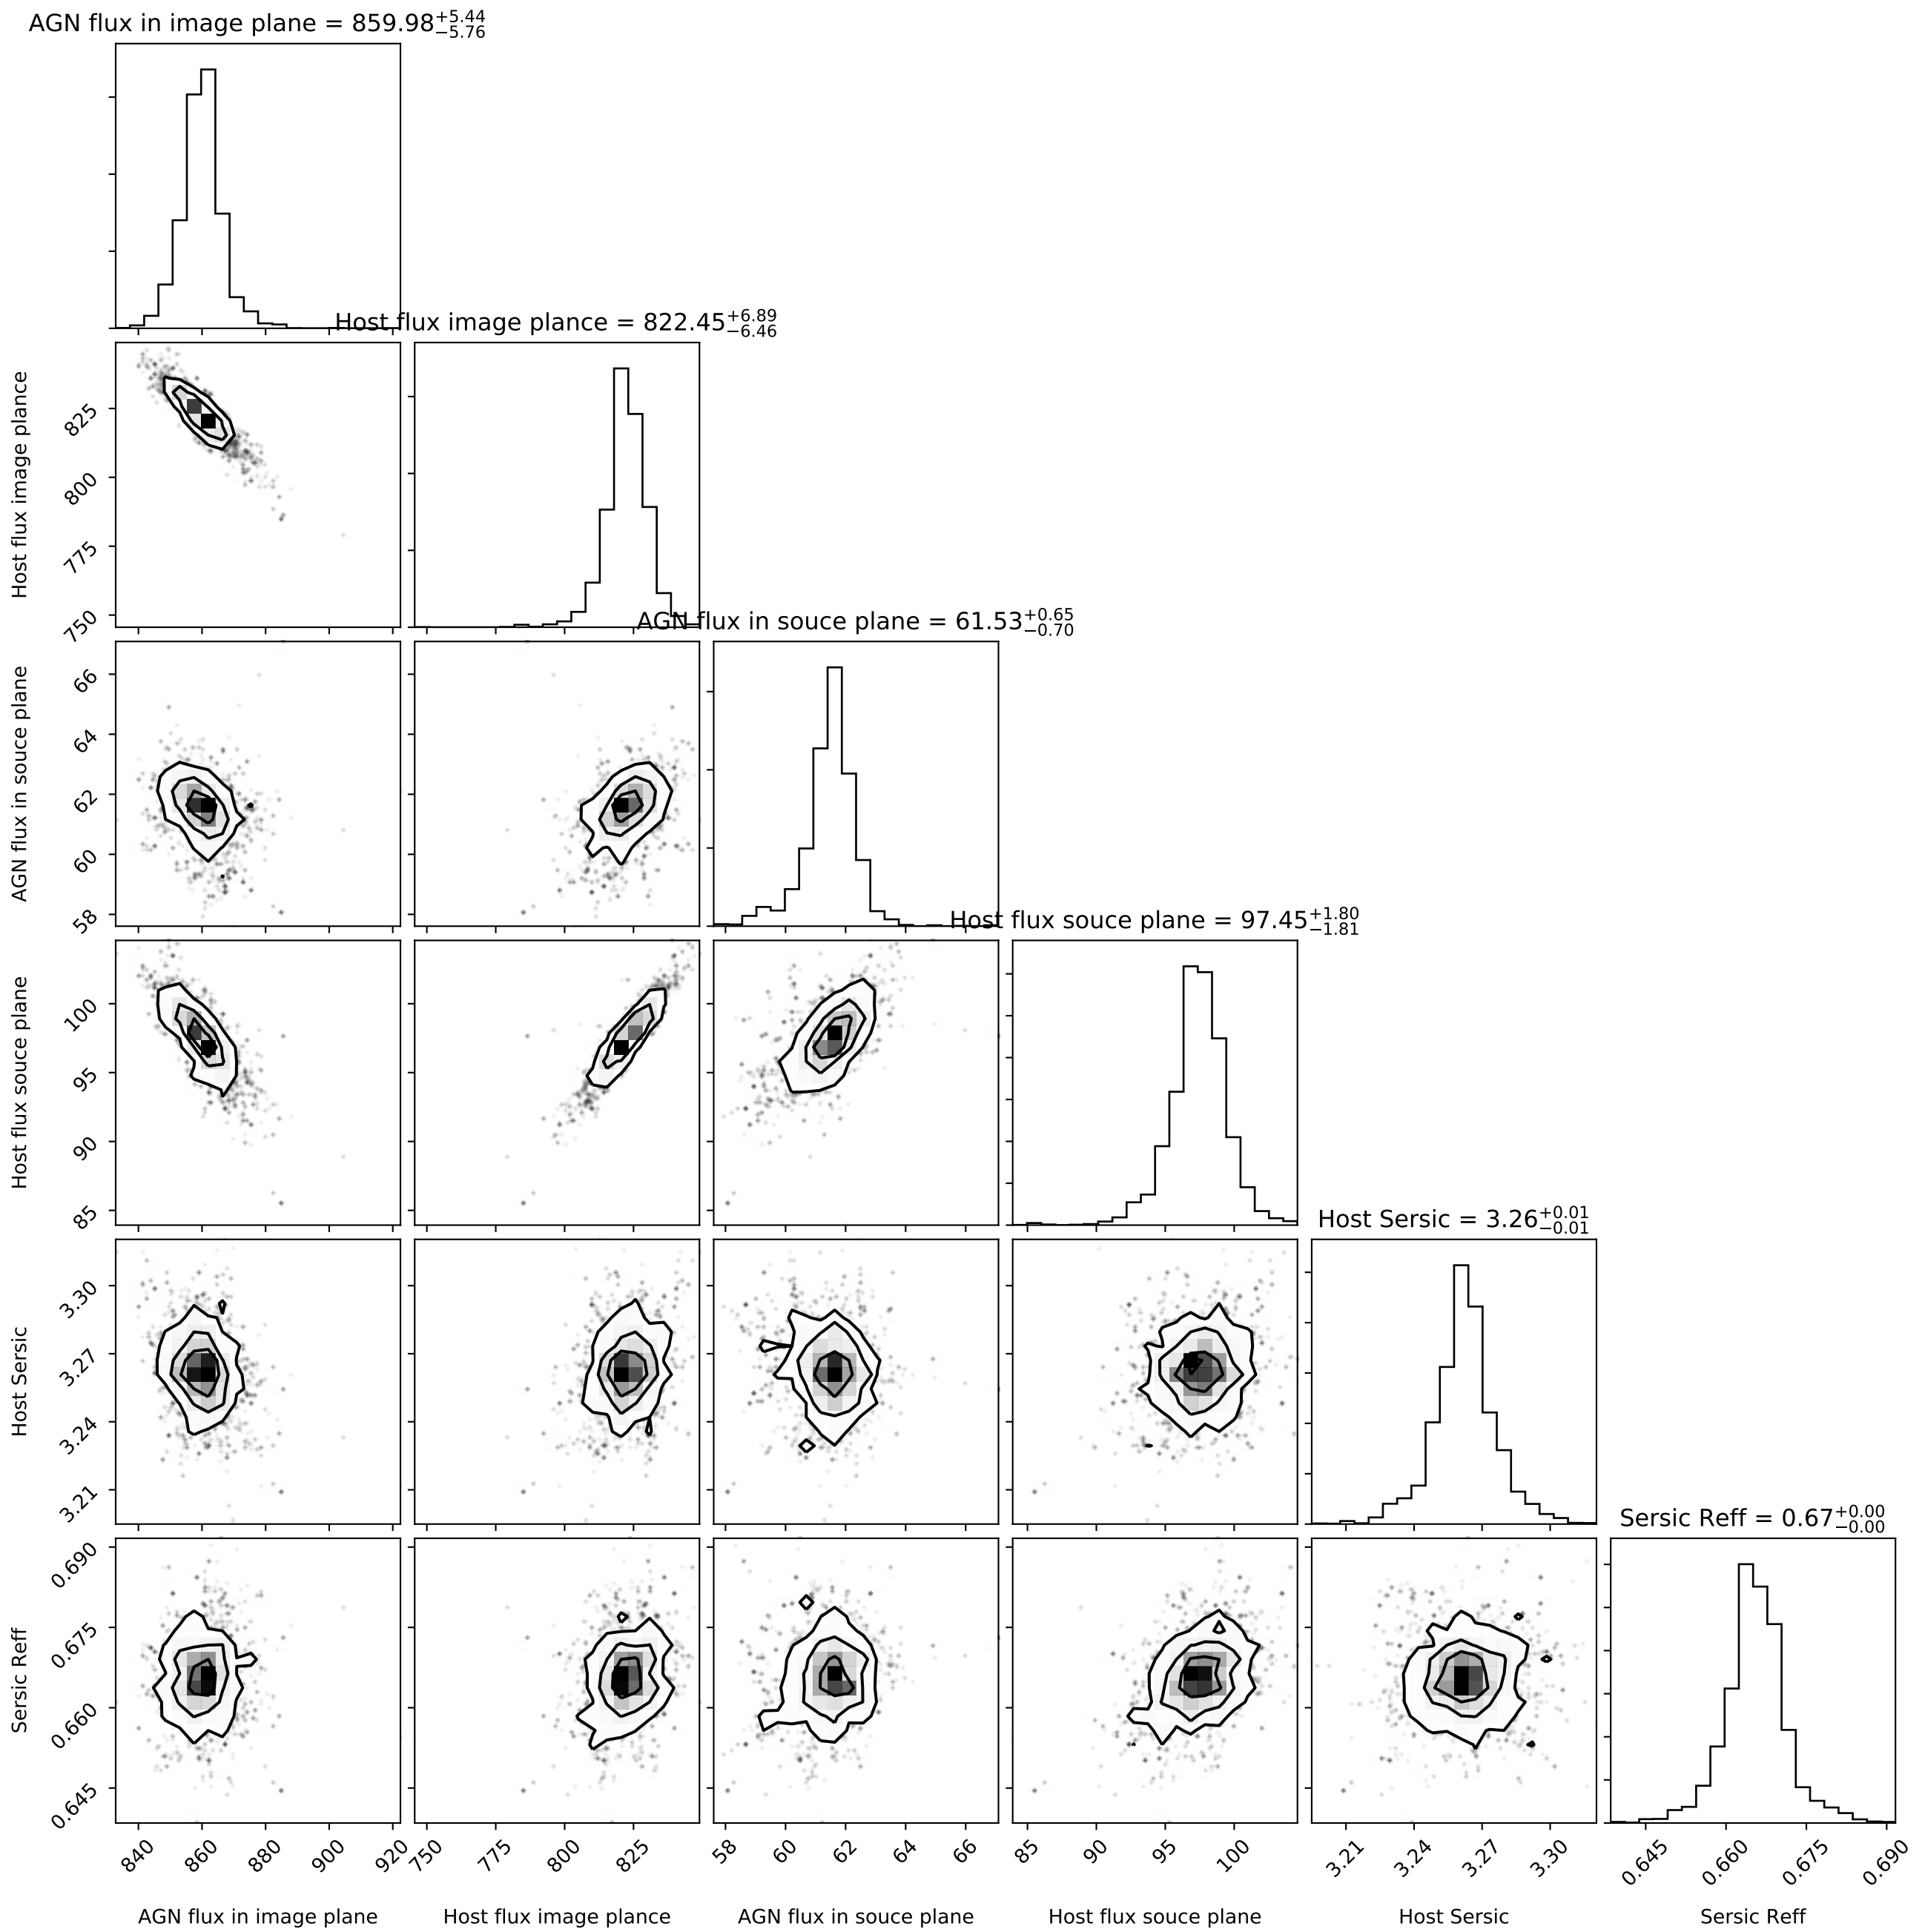 AGN flux in image plane = 859.98+5.44−5.76
Host flux image plance = 822.45+6.89−6.46
Host flux image plance
825
800
775
750
AGN flux in souce plane = 61.53+0.65−0.70
AGN flux in souce plane
66
64
62
60
58
Host flux souce plane = 97.45+1.80−1.81
Host flux souce plane
100
95
90
85
Host Sersic = 3.26+0.01−0.01
Host Sersic
3.30
3.27
3.24
3.21
Sersic Reff = 0.67+0.00−0.00
Sersic Reff
0.690
0.675
0.660
0.645
840 860 880 900 920 750 775 800 825 58 60 62 64 66 85 90 95 100 3.21 3.24 3.27 3.30 0.645 0.660 0.675 0.690
AGN flux in image plane Host flux image plance AGN flux in souce plane Host flux souce plane Host Sersic Sersic Reff